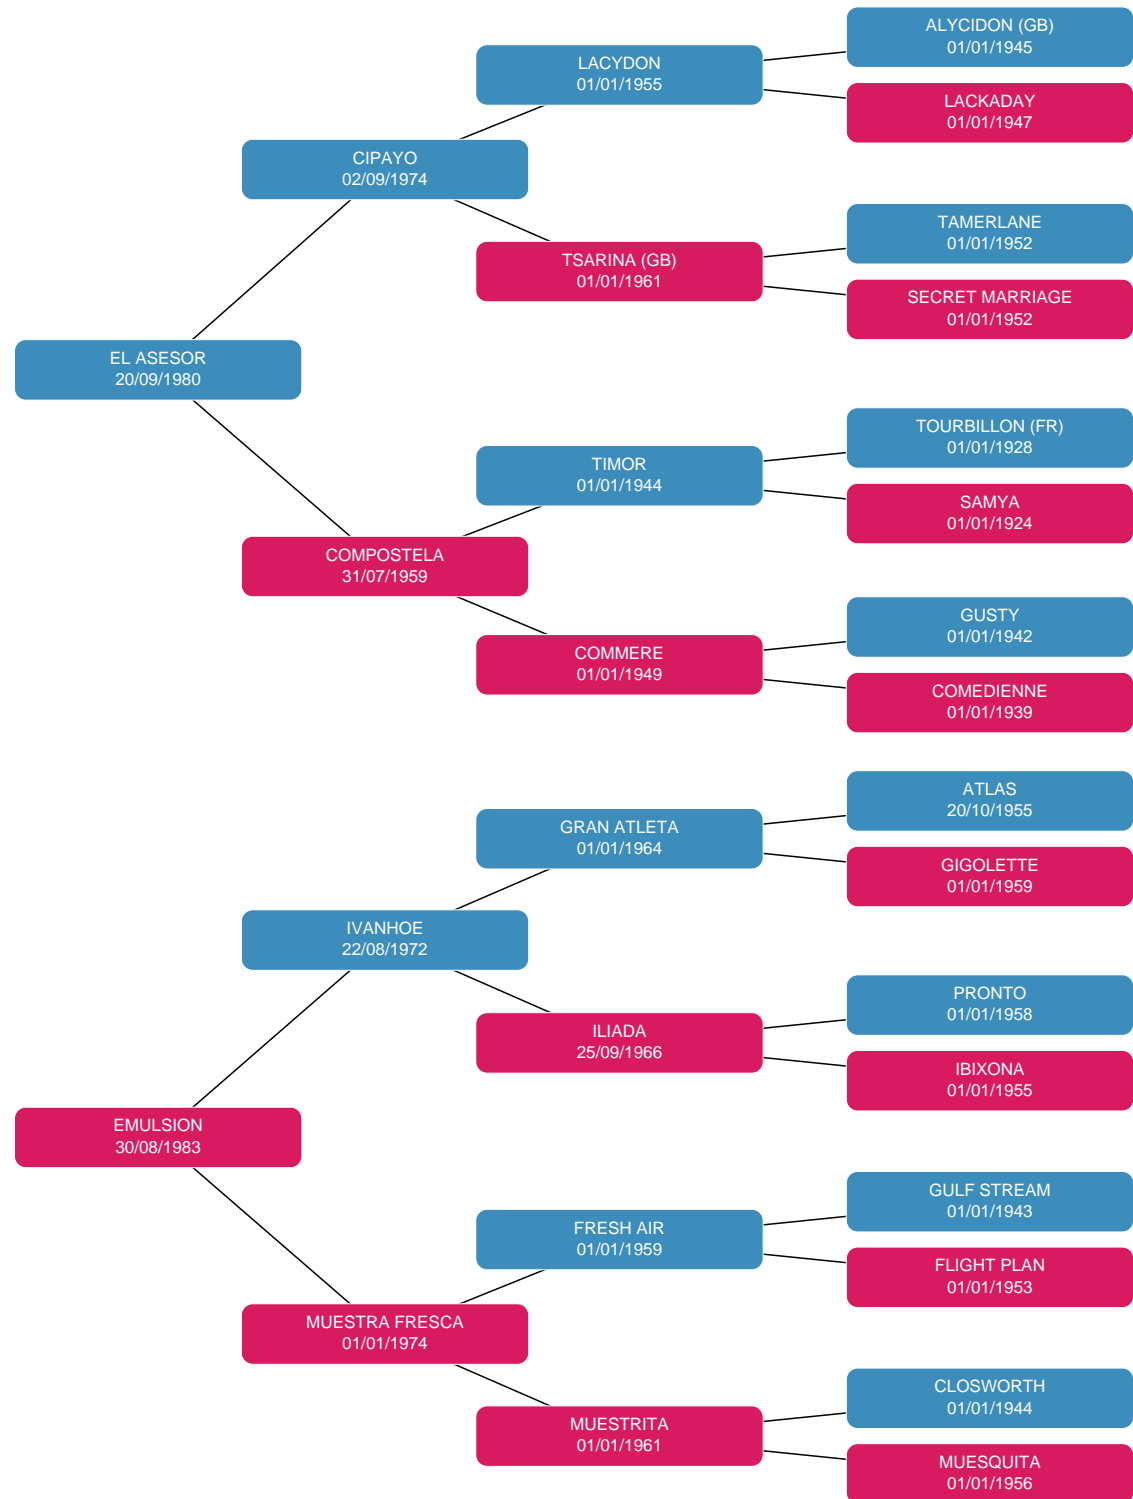 ALYCIDON (GB)
01/01/1945
LACYDON
01/01/1955
LACKADAY
01/01/1947
CIPAYO
02/09/1974
TAMERLANE
01/01/1952
TSARINA (GB)
01/01/1961
SECRET MARRIAGE
01/01/1952
EL ASESOR
20/09/1980
TOURBILLON (FR)
01/01/1928
TIMOR
01/01/1944
SAMYA
01/01/1924
COMPOSTELA
31/07/1959
GUSTY
01/01/1942
COMMERE
01/01/1949
COMEDIENNE
01/01/1939
ATLAS
20/10/1955
GRAN ATLETA
01/01/1964
GIGOLETTE
01/01/1959
IVANHOE
22/08/1972
PRONTO
01/01/1958
ILIADA
25/09/1966
IBIXONA
01/01/1955
EMULSION
30/08/1983
GULF STREAM
01/01/1943
FRESH AIR
01/01/1959
FLIGHT PLAN
01/01/1953
MUESTRA FRESCA
01/01/1974
CLOSWORTH
01/01/1944
MUESTRITA
01/01/1961
MUESQUITA
01/01/1956